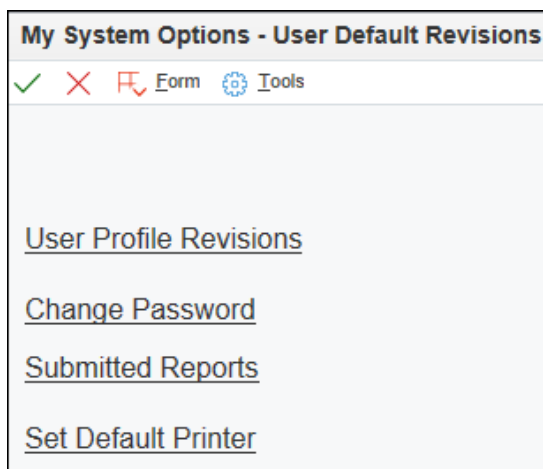 My System Options - User Default Revisions
Form Tools
User Profile Revisions
Change Password
Submitted Reports
Set Default Printer